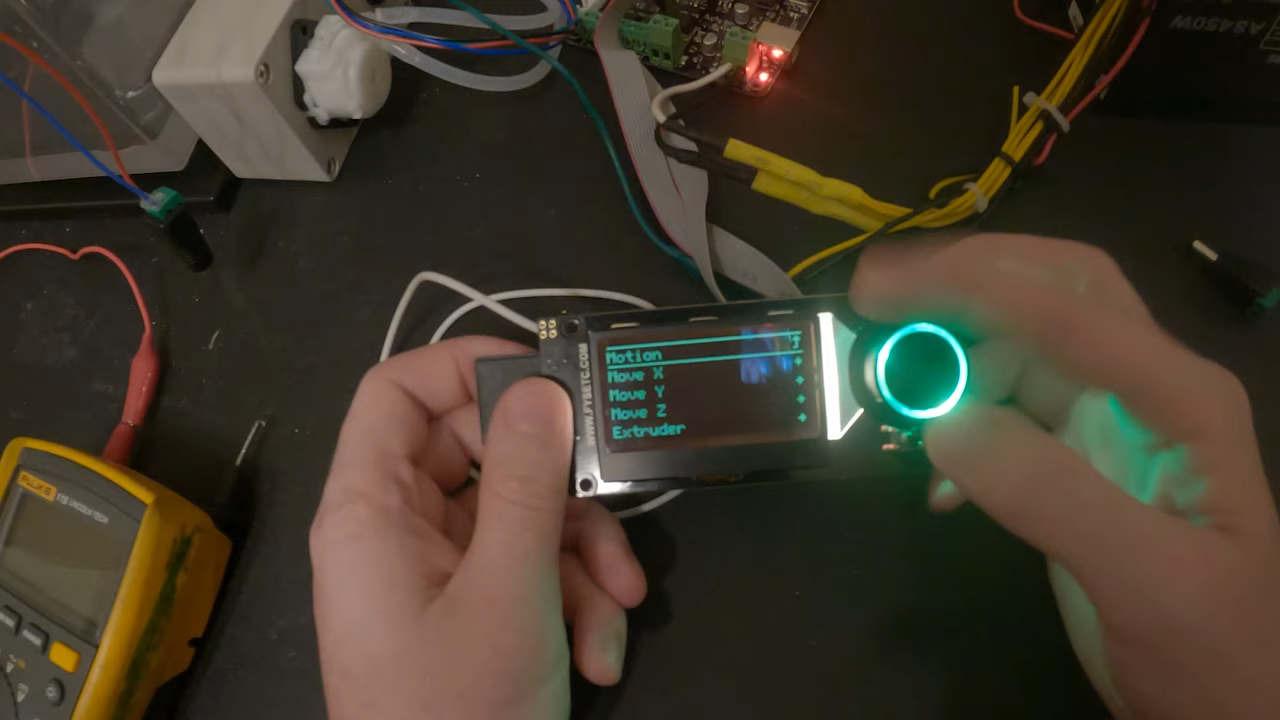 AS450W
WWW.FYSETC.COM
Motion
Move X
Move Y
Move Z
Extruder
FLUKE